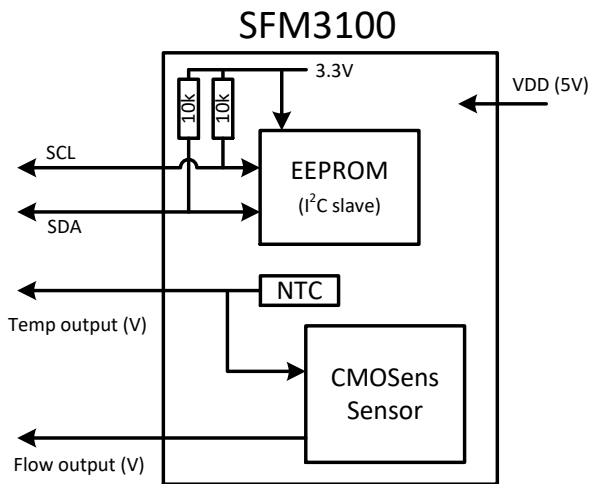 SFM3100
3.3V
VDD (5V)
10k
10k
SCL
EEPROM
(I²C slave)
SDA
NTC
Temp output (V)
CMOSens
Sensor
Flow output (V)